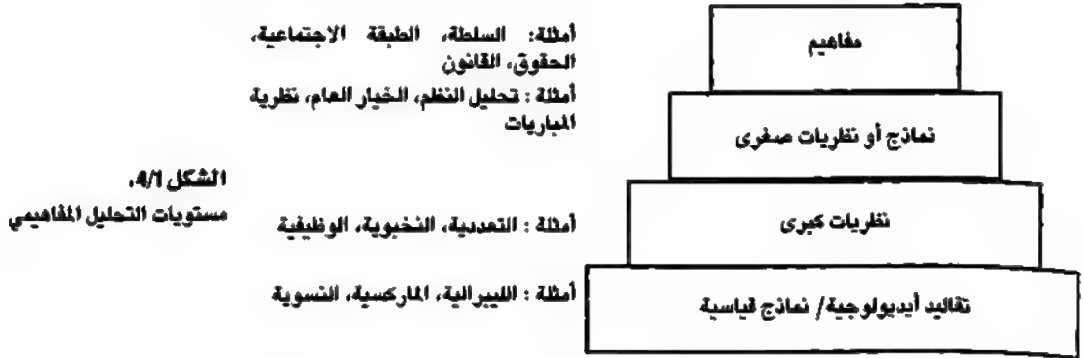 مفاهيم
أمثلة: السلطة، الطبقة الاجتماعية،
الحقوق، القانون
نماذج أو نظريات صغرى
أمثلة : تحليل النظم، الخيار العام، نظرية
المباريات
نظريات كبرى
أمثلة : التعددية، النخبوية، الوظيفية
تقاليد أيديولوجية/ نماذج قياسية
أمثلة : الليبرالية، الماركسية، النسوية
الشكل 4/1.
مستويات التحليل المفاهيمي